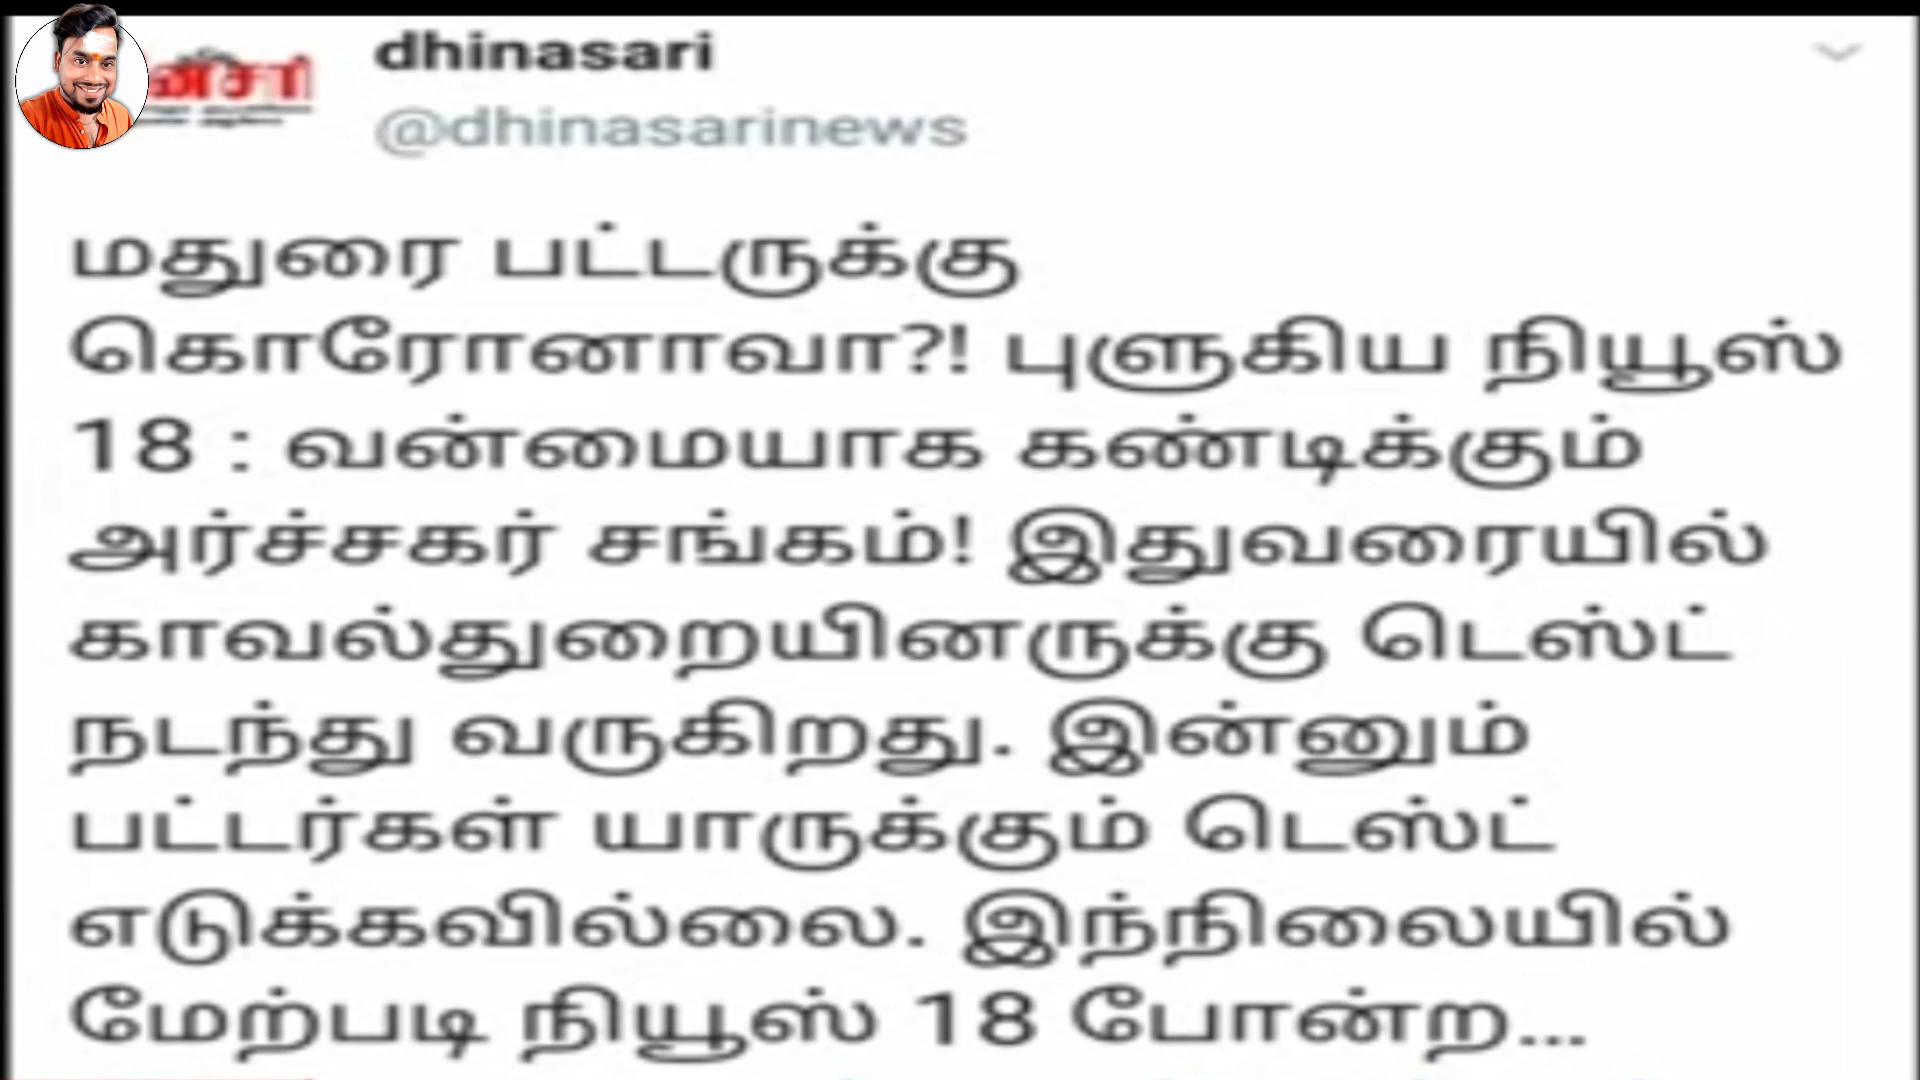 dhinasari
@dhinasarinews
மதுரை பட்டருக்கு
கொரோனாவா?! புளுகிய நியூஸ்
18 : வன்மையாக கண்டிக்கும்
அர்ச்சகர் சங்கம்! இதுவரையில்
காவல்துறையினருக்கு டெஸ்ட்
நடந்து வருகிறது. இன்னும்
பட்டர்கள் யாருக்கும் டெஸ்ட்
எடுக்கவில்லை. இந்நிலையில்
மேற்படி நியூஸ் 18 போன்ற...